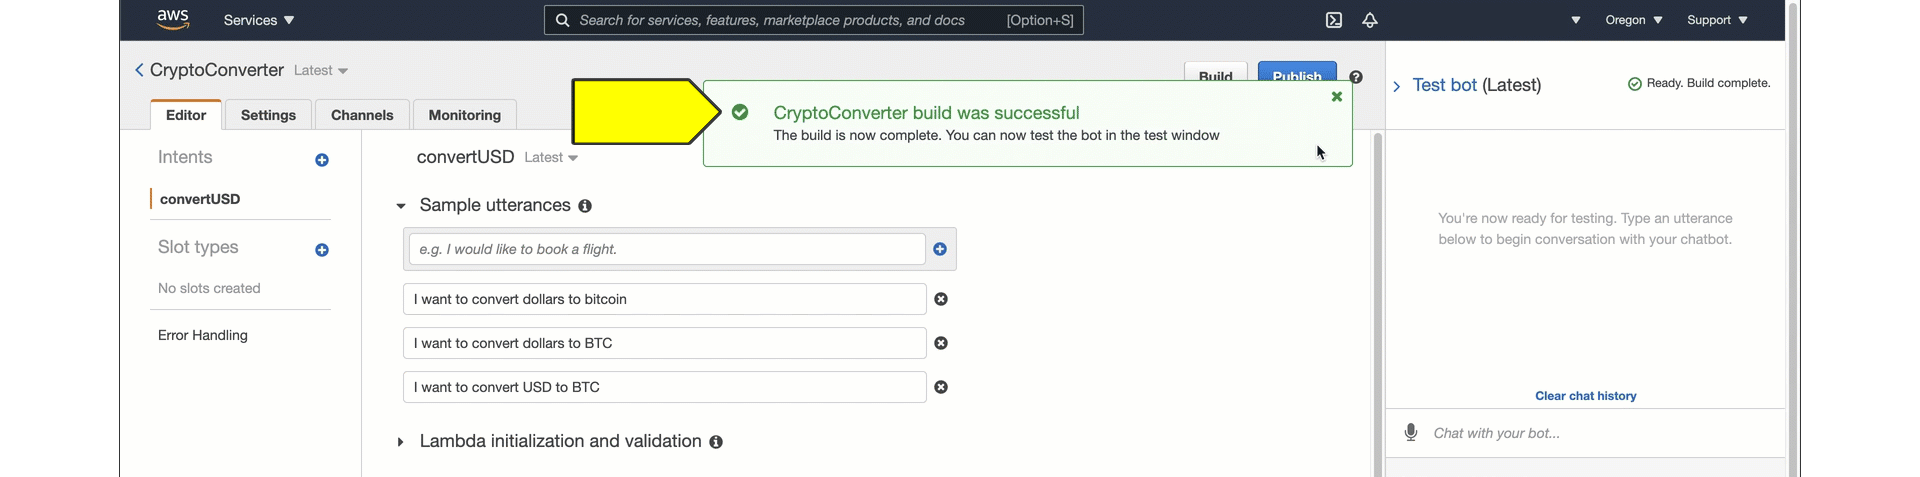 aws Services Search for services, features, marketplace products, and docs [Option+S] Oregon Support
CryptoConverter Latest Build Publish ?
Editor Settings Channels Monitoring
CryptoConverter build was successful
The build is now complete. You can now test the bot in the test window
Intents
convertUSD
Slot types
No slots created
Error Handling
convertUSD Latest
Sample utterances
e.g. I would like to book a flight.
I want to convert dollars to bitcoin
I want to convert dollars to BTC
I want to convert USD to BTC
Lambda initialization and validation
Test bot (Latest) Ready. Build complete.
You're now ready for testing. Type an utterance
below to begin conversation with your chatbot.
Clear chat history
Chat with your bot...